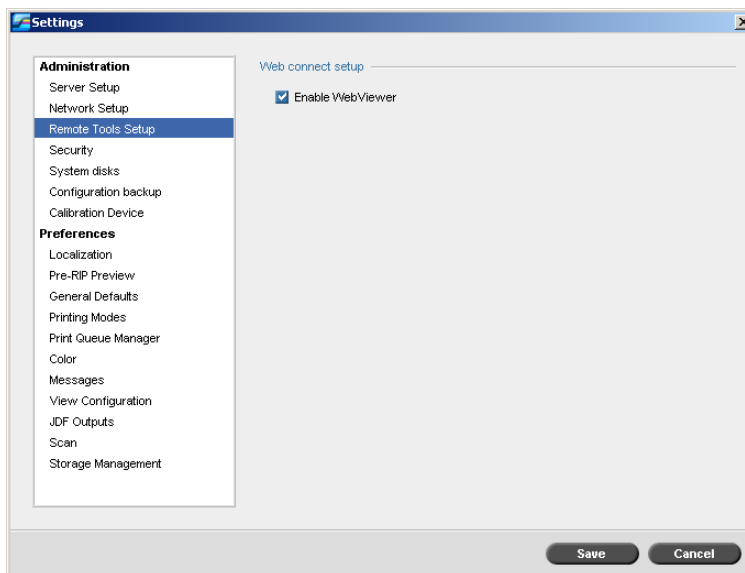 Settings
Administration
Server Setup
Network Setup
Remote Tools Setup
Security
System disks
Configuration backup
Calibration Device
Preferences
Localization
Pre-RIP Preview
General Defaults
Printing Modes
Print Queue Manager
Color
Messages
View Configuration
JDF Outputs
Scan
Storage Management
Web connect setup
Enable WebViewer
Save Cancel